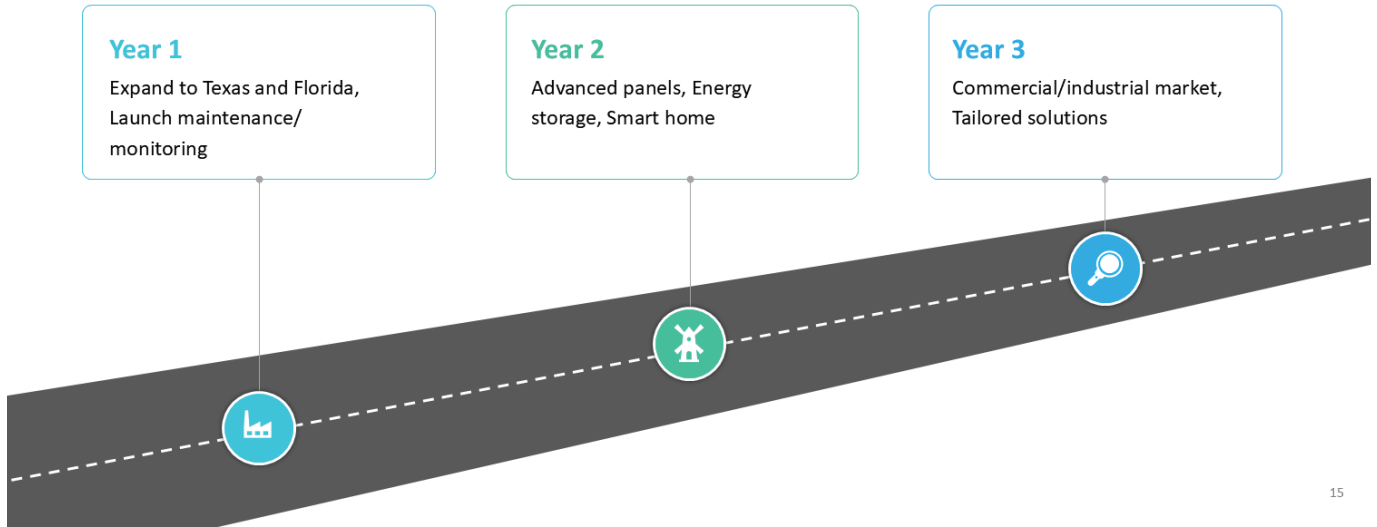 Year 1
Expand to Texas and Florida,
Launch maintenance/
monitoring
Year 2
Advanced panels, Energy
storage, Smart home
Year 3
Commercial/industrial market,
Tailored solutions
15